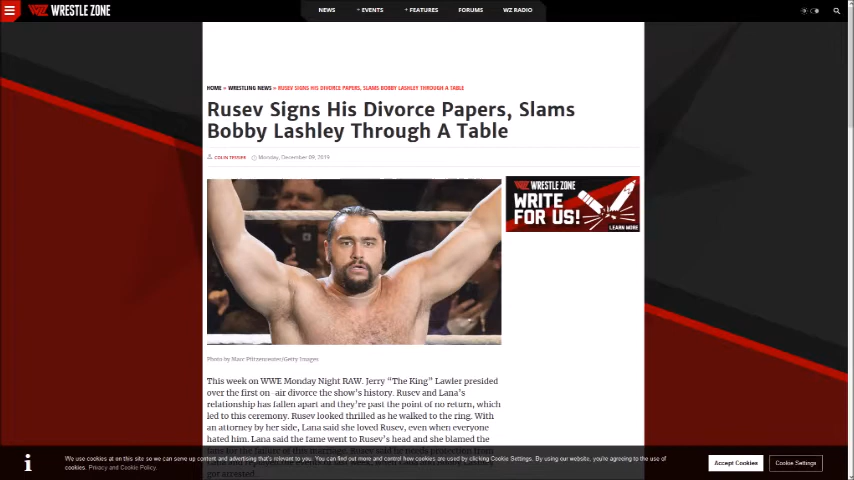 WZ WRESTLE ZONE
NEWS + EVENTS + FEATURES FORUMS WZ RADIO
HOME » WRESTLING NEWS » RUSEV SIGNS HIS DIVORCE PAPERS, SLAMS BOBBY LASHLEY THROUGH A TABLE
Rusev Signs His Divorce Papers, Slams
Bobby Lashley Through A Table
COLIN TESSIER Monday, December 09, 2019
WZ WRESTLE ZONE
WRITE
FOR US!
LEARN MORE
Photo by Marc Pfitzenreuter/Getty Images
This week on WWE Monday Night RAW, Jerry “The King” Lawler presided
over the first on-air divorce the show's history. Rusev and Lana's
relationship has fallen apart and they're past the point of no return, which
led to this ceremony. Rusev looked thrilled as he walked to the ring. With
an attorney by her side, Lana said she loved Rusev, even when everyone
hated him. Lana said the fame went to Rusev's head and she blamed the
got arrested.
i
We use cookies on this site so we can serve up content and advertising that's relevant to you. You can find out more and control how cookies are used by clicking Cookie Settings. By using our website, you're agreeing to the use of
cookies. Privacy and Cookie Policy.
Accept Cookies
Cookie Settings